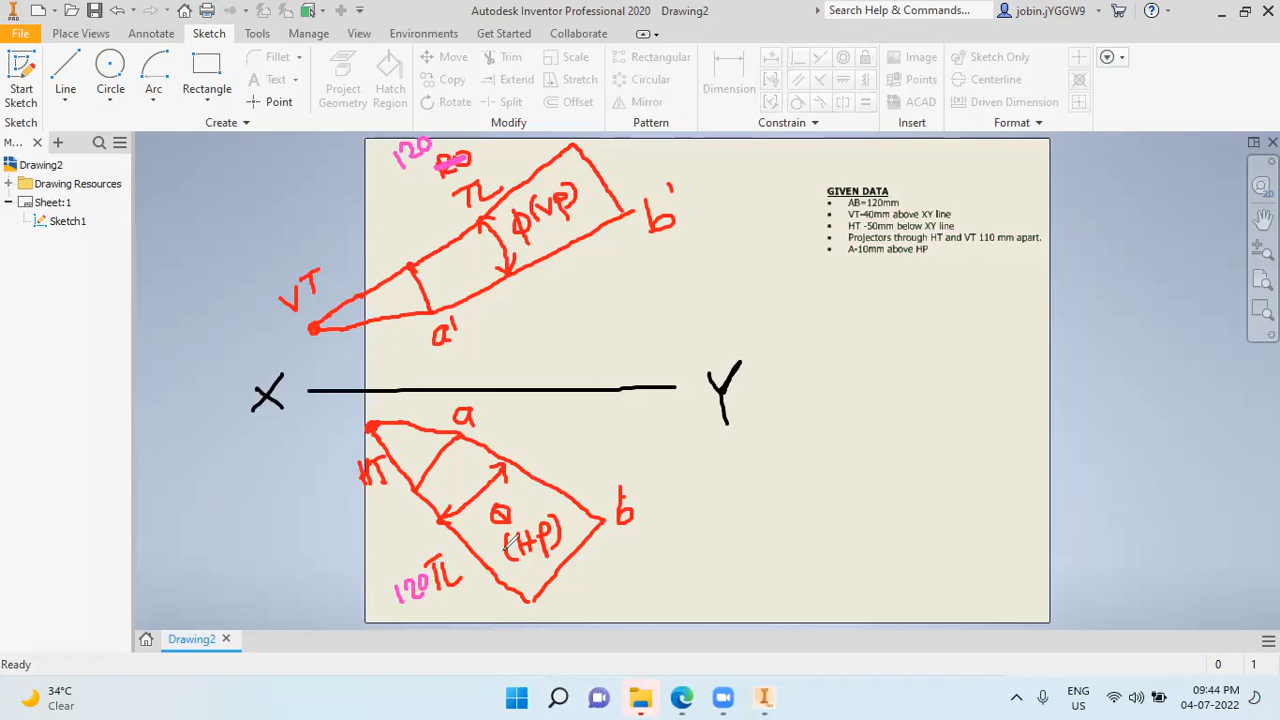 Autodesk Inventor Professional 2020 Drawing2
Search Help & Commands...
jobin.jYGGW9
File Place Views Annotate Sketch Tools Manage View Environments Get Started Collaborate
Start Sketch
Line
Circle
Arc
Rectangle
Fillet
Text
Point
Project Geometry
Hatch Region
Move Trim Scale
Copy Extend Stretch
Rotate Split Offset
Rectangular
Circular
Mirror
Dimension
Image
Points
ACAD
Sketch Only
Centerline
Driven Dimension
Sketch Create Modify Pattern Constrain Insert Format
M...
Drawing2
Drawing Resources
Sheet:1
Sketch1
120 80
TL
ϕ(VP)
b'
VT
a'
X Y
a
HT
θ
(HP)
b
120 TL
GIVEN DATA
• AB=120mm
• VT-40mm above XY line
• HT -50mm below XY line
• Projectors through HT and VT 110 mm apart.
• A-10mm above HP
Drawing2
Ready
0 1
34°C
Clear
ENG
US
09:44 PM
04-07-2022